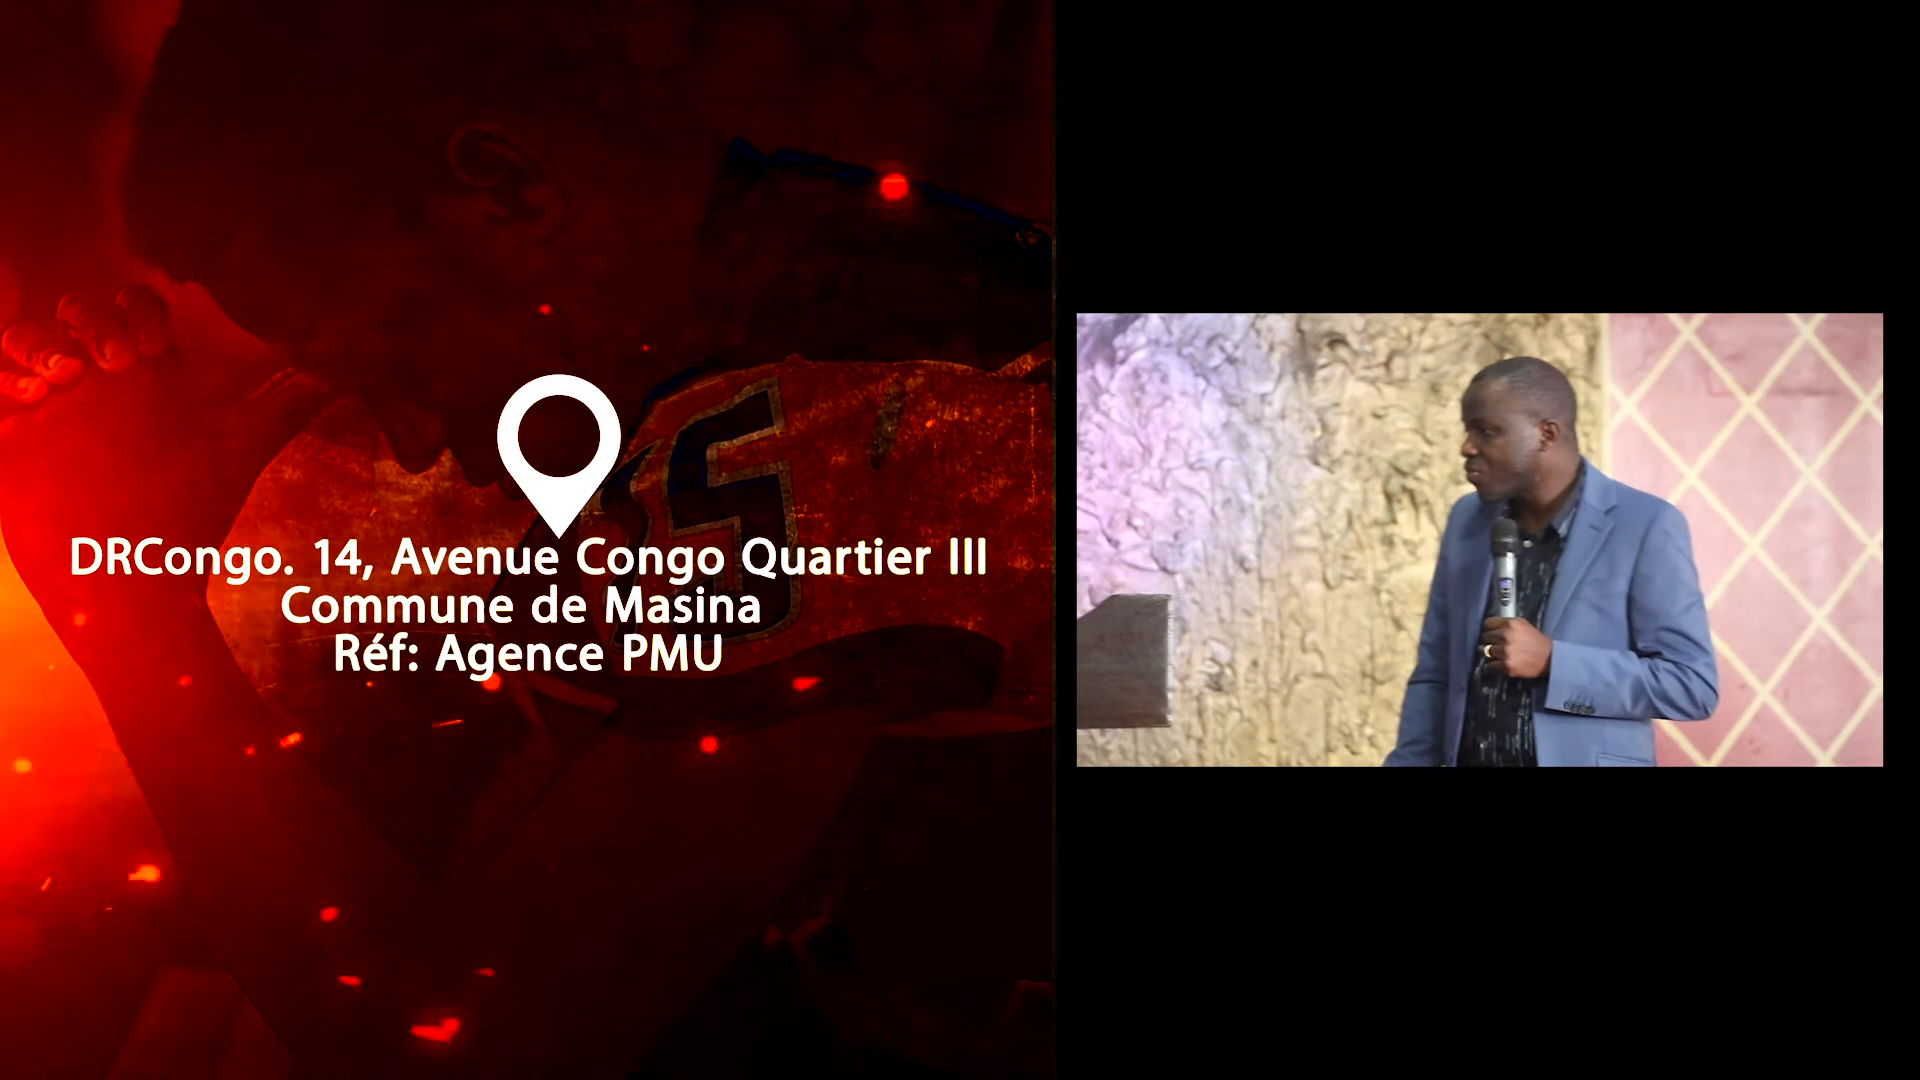 DRCongo. 14, Avenue Congo Quartier III
Commune de Masina
Réf: Agence PMU